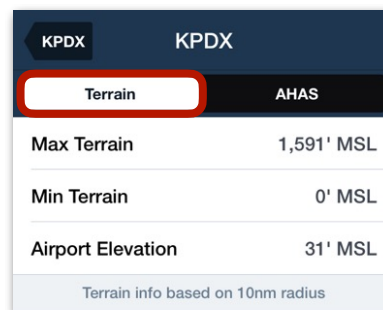 KPDX KPDX
Terrain AHAS
Max Terrain 1,591' MSL
Min Terrain 0' MSL
Airport Elevation 31' MSL
Terrain info based on 10nm radius